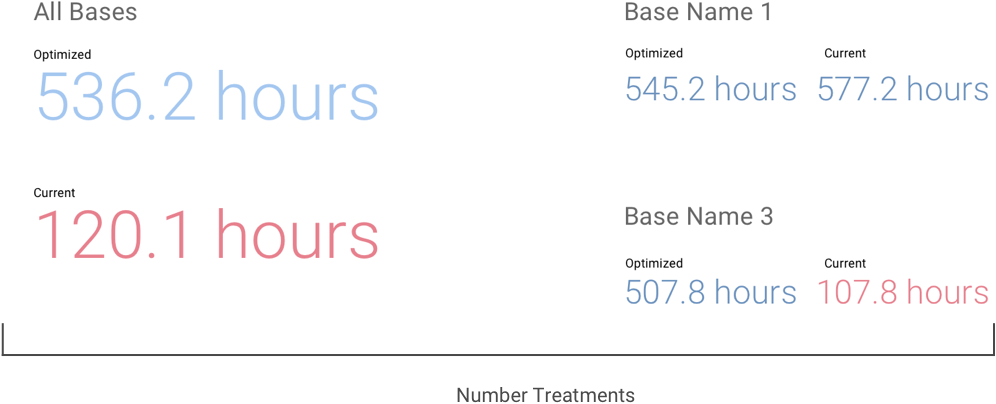 All Bases
Optimized
536.2 hours
Current
120.1 hours
Base Name 1
Optimized Current
545.2 hours 577.2 hours
Base Name 3
Optimized Current
507.8 hours 107.8 hours
Number Treatments